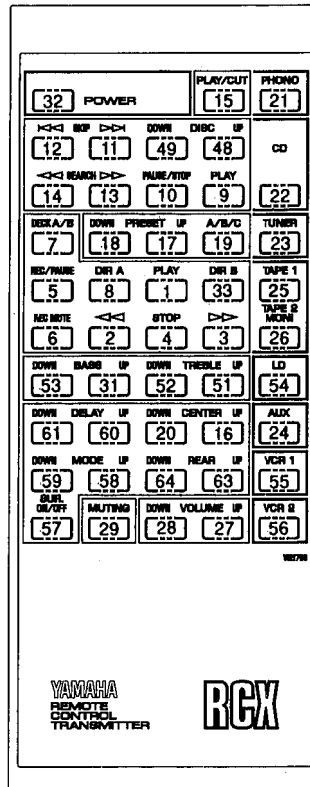 PLAY/CUT PHONO
32 POWER 15 21
SKIP DOWN DISC UP CD
12 11 49 48
SEARCH PAUSE/STOP PLAY
14 13 10 9 22
DECK A/B DOWN PRESET UP A/B/C TUNER
7 18 17 19 23
REC/PAUSE DIR A PLAY DIR B TAPE 1
5 8 1 33 25
REC MUTE STOP TAPE 2 MONI
6 2 4 3 26
DOWN BASS UP DOWN TREBLE UP LD
53 31 52 51 54
DOWN DELAY UP DOWN CENTER UP AUX
61 60 20 16 24
DOWN MODE UP DOWN REAR UP VCR 1
59 58 64 63 55
SUR. ON/OFF MUTING DOWN VOLUME UP VCR 2
57 29 28 27 56
YAMAHA
REMOTE
CONTROL
TRANSMITTER
RCX